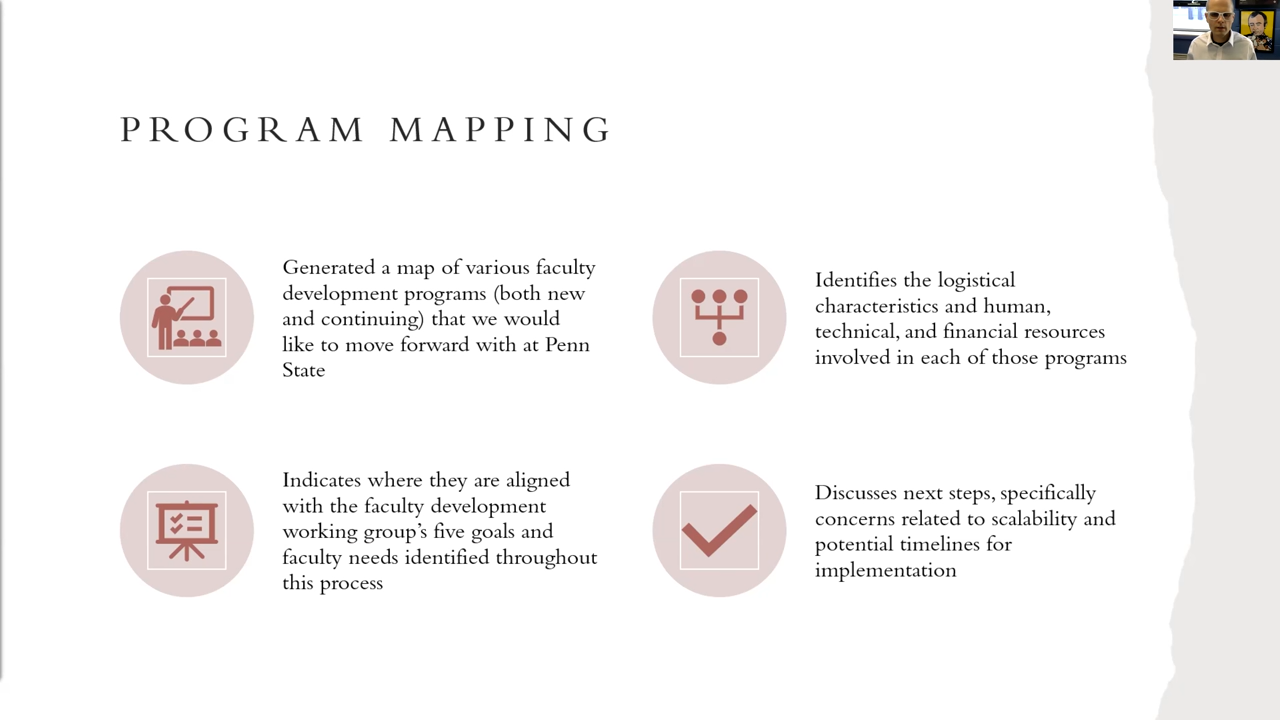 PROGRAM MAPPING
Generated a map of various faculty
development programs (both new
and continuing) that we would
like to move forward with at Penn
State
Identifies the logistical
characteristics and human,
technical, and financial resources
involved in each of those programs
Indicates where they are aligned
with the faculty development
working group's five goals and
faculty needs identified throughout
this process
Discusses next steps, specifically
concerns related to scalability and
potential timelines for
implementation